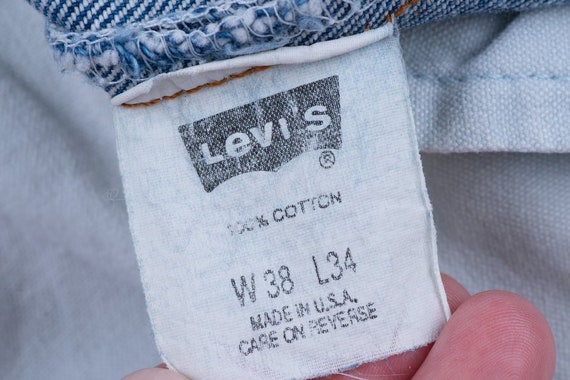 Levi's ®
100% COTTON
W 38 L34
MADE IN U.S.A.
CARE ON REVERSE